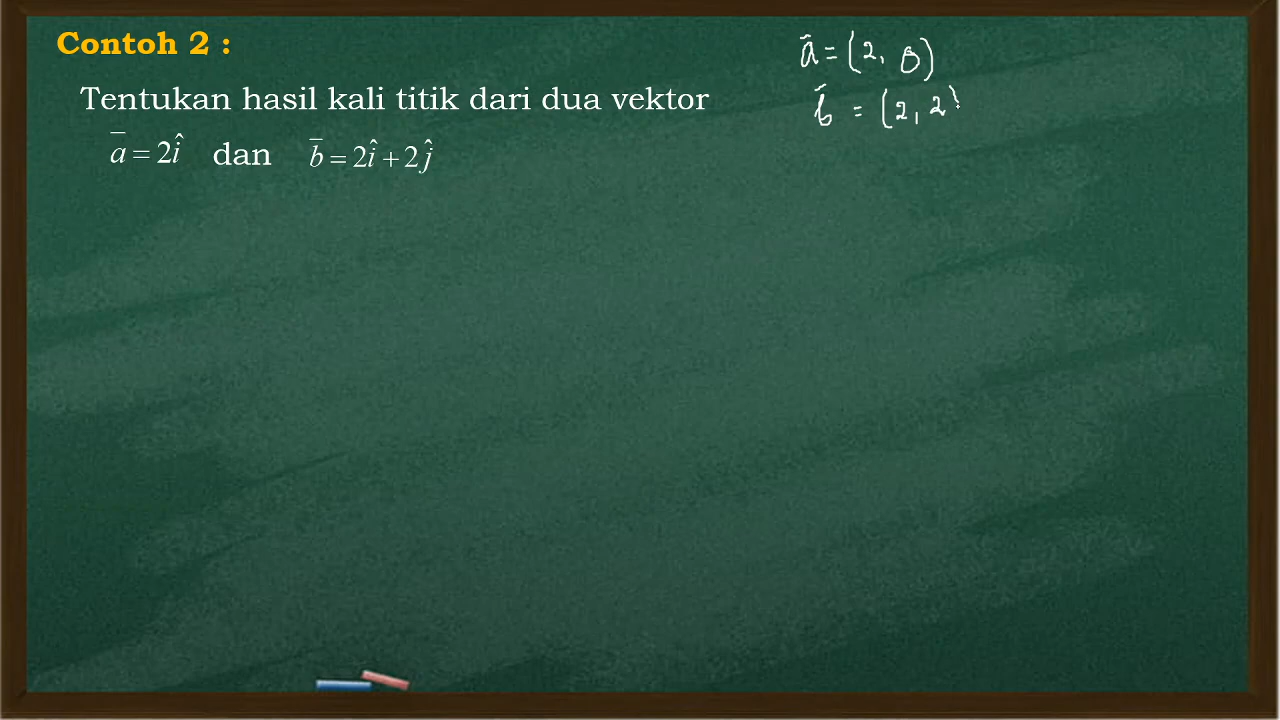 Contoh 2 :
Tentukan hasil kali titik dari dua vektor
a̅ = 2î dan b̅ = 2î + 2ĵ
a̅ = (2, 0)
b̅ = (2, 2)